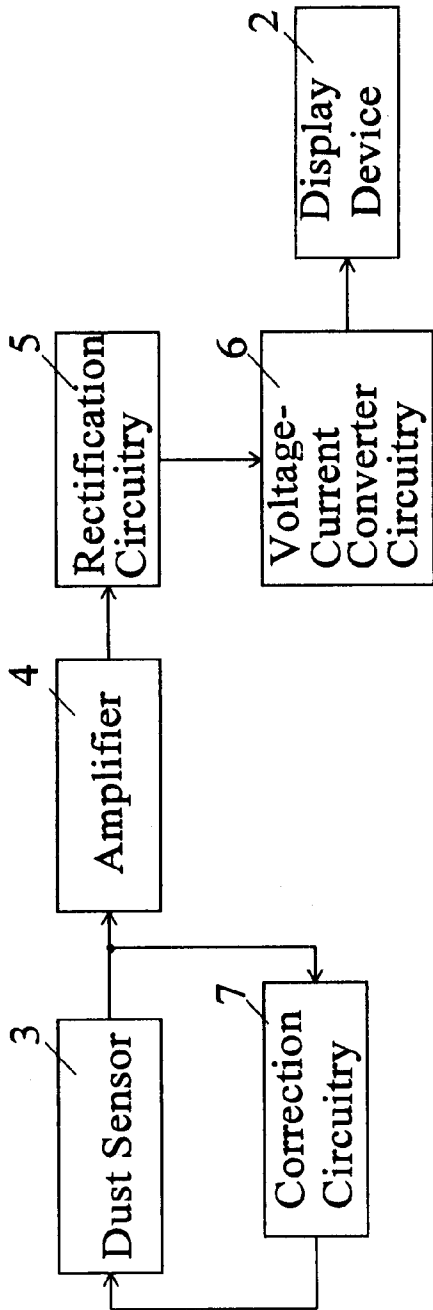 3
Dust Sensor
4
Amplifier
5
Rectification
Circuitry
7
Correction
Circuitry
6
Voltage-
Current
Converter
Circuitry
2
Display
Device